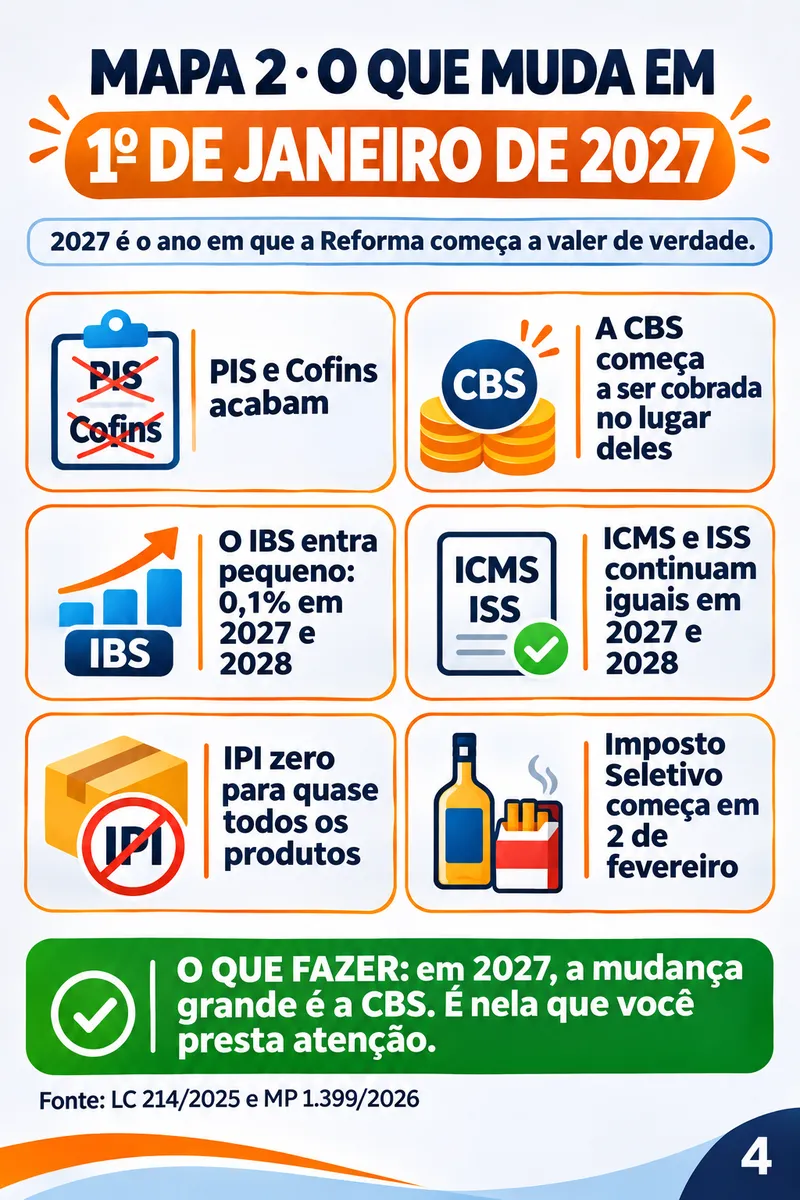 MAPA 2 · O QUE MUDA EM
1º DE JANEIRO DE 2027
2027 é o ano em que a Reforma começa a valer de verdade.
PIS
Cofins
PIS e Cofins
acabam
CBS
A CBS
começa
a ser cobrada
no lugar
deles
IBS
O IBS entra
pequeno:
0,1% em
2027 e
2028
ICMS
ISS
ICMS e ISS
continuam
iguais em
2027 e
2028
IPI
IPI zero
para quase
todos os
produtos
Imposto
Seletivo
começa em
2 de
fevereiro
O QUE FAZER: em 2027, a mudança
grande é a CBS. É nela que você
presta atenção.
Fonte: LC 214/2025 e MP 1.399/2026
4